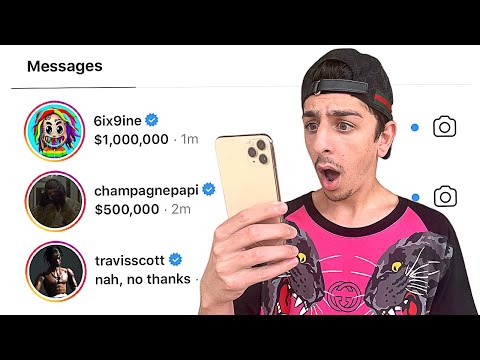 Messages
6ix9ine
$1,000,000 · 1m
champagnepapi
$500,000 · 2m
travisscott
nah, no thanks ·